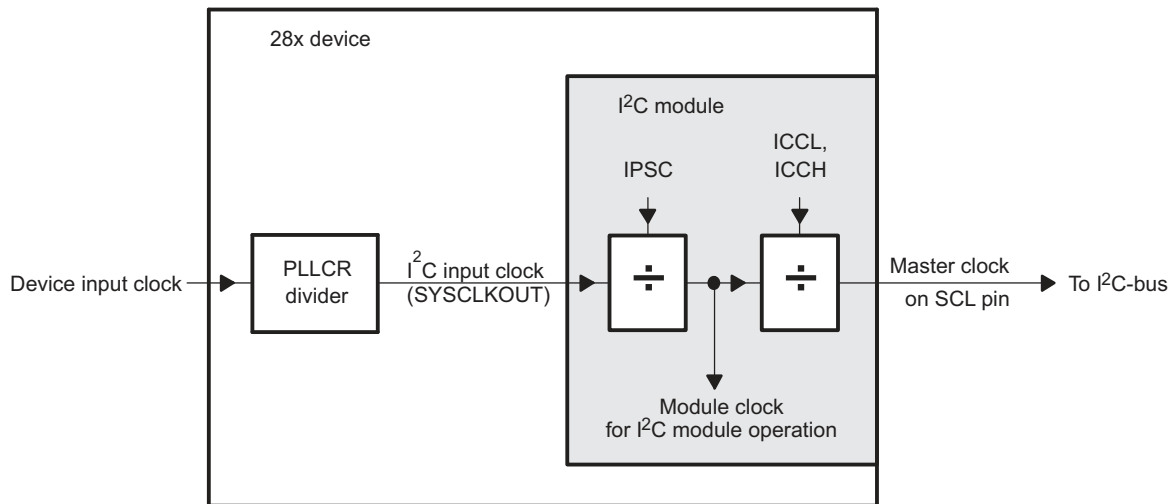 28x device
I²C module
ICCL,
ICCH
IPSC
÷
÷
PLLCR
divider
Device input clock
I²C input clock
(SYSCLKOUT)
Master clock
on SCL pin
To I²C-bus
Module clock
for I²C module operation